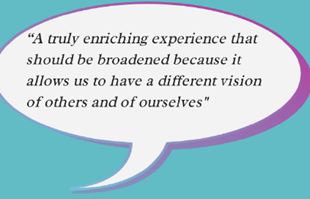 “A truly enriching experience that
should be broadened because it
allows us to have a different vision
of others and of ourselves"